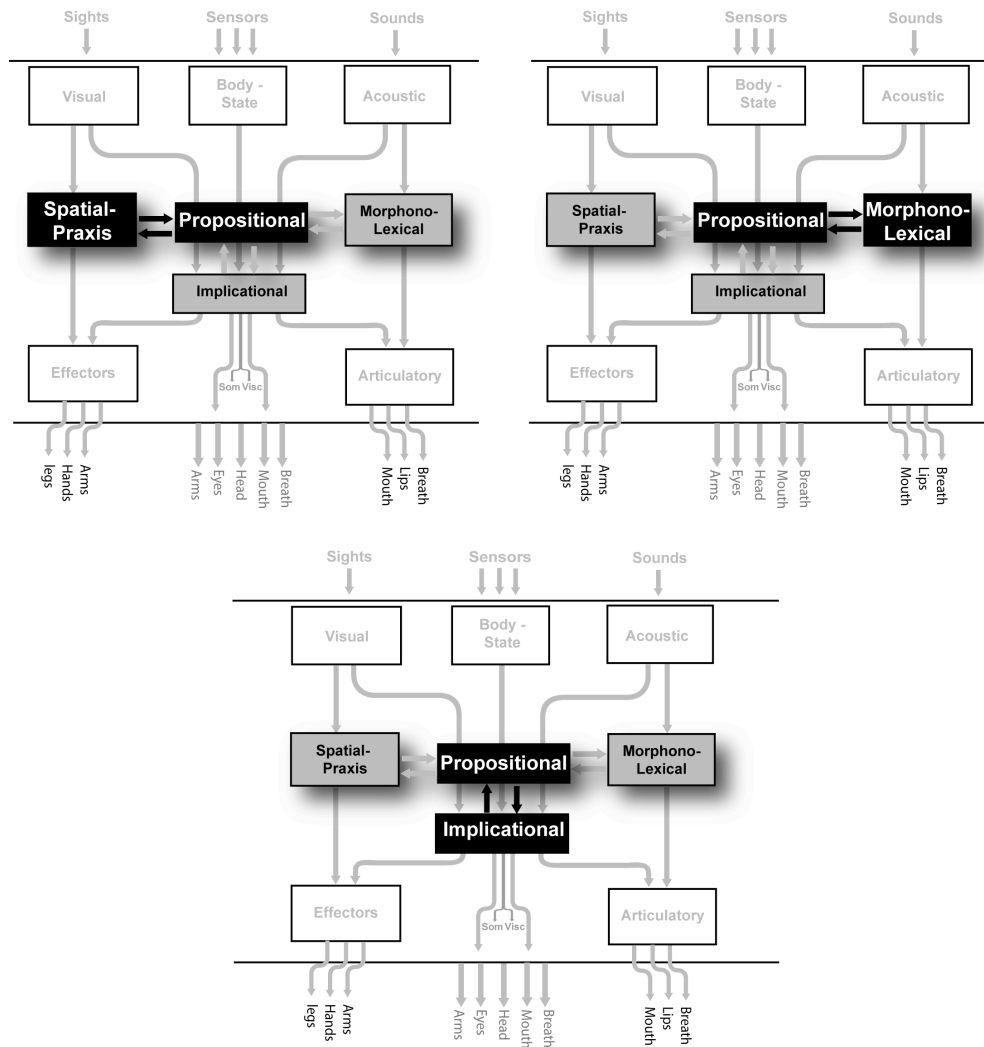 Sights Sensors Sounds
Visual
Body -
State
Acoustic
Spatial-
Praxis
Propositional
Morphono-
Lexical
Implicational
Effectors
Som Visc
Articulatory
legs
Hands
Arms
Arms
Eyes
Head
Mouth
Breath
Mouth
Lips
Breath
Sights Sensors Sounds
Visual
Body -
State
Acoustic
Spatial-
Praxis
Propositional
Morphono-
Lexical
Implicational
Effectors
Som Visc
Articulatory
legs
Hands
Arms
Arms
Eyes
Head
Mouth
Breath
Mouth
Lips
Breath
Sights Sensors Sounds
Visual
Body -
State
Acoustic
Spatial-
Praxis
Propositional
Morphono-
Lexical
Implicational
Effectors
Som Visc
Articulatory
legs
Hands
Arms
Arms
Eyes
Head
Mouth
Breath
Mouth
Lips
Breath